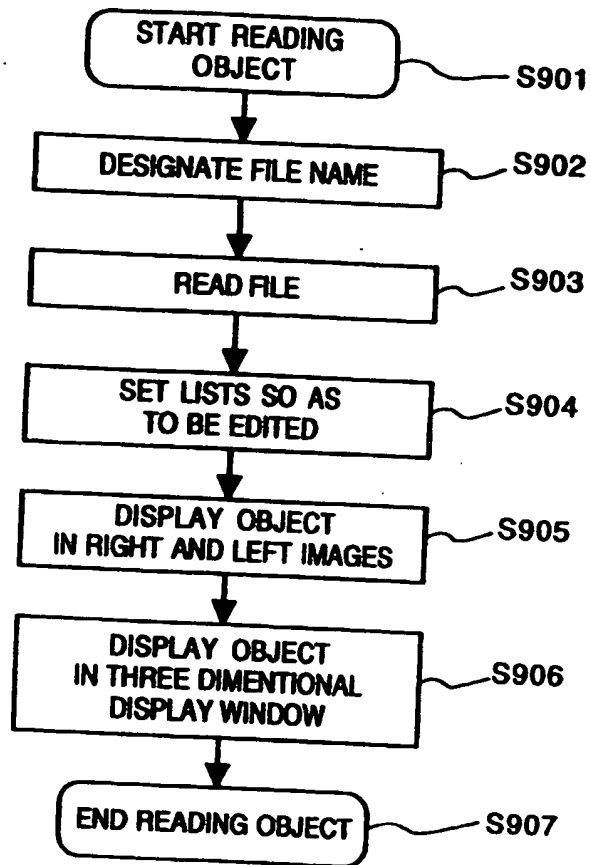 START READING
OBJECT
S901
DESIGNATE FILE NAME
S902
READ FILE
S903
SET LISTS SO AS
TO BE EDITED
S904
DISPLAY OBJECT
IN RIGHT AND LEFT IMAGES
S905
DISPLAY OBJECT
IN THREE DIMENTIONAL
DISPLAY WINDOW
S906
END READING OBJECT
S907